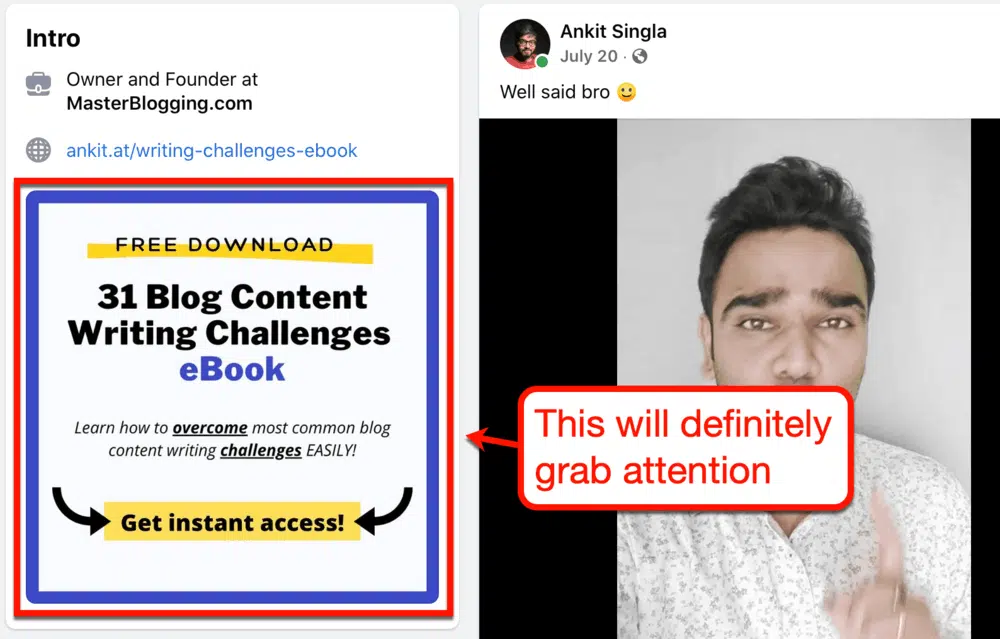 Intro
Owner and Founder at
MasterBlogging.com
ankit.at/writing-challenges-ebook
FREE DOWNLOAD
31 Blog Content
Writing Challenges
eBook
Learn how to overcome most common blog
content writing challenges EASILY!
Get instant access!
Ankit Singla
July 20 ·
Well said bro 🙂
This will definitely
grab attention